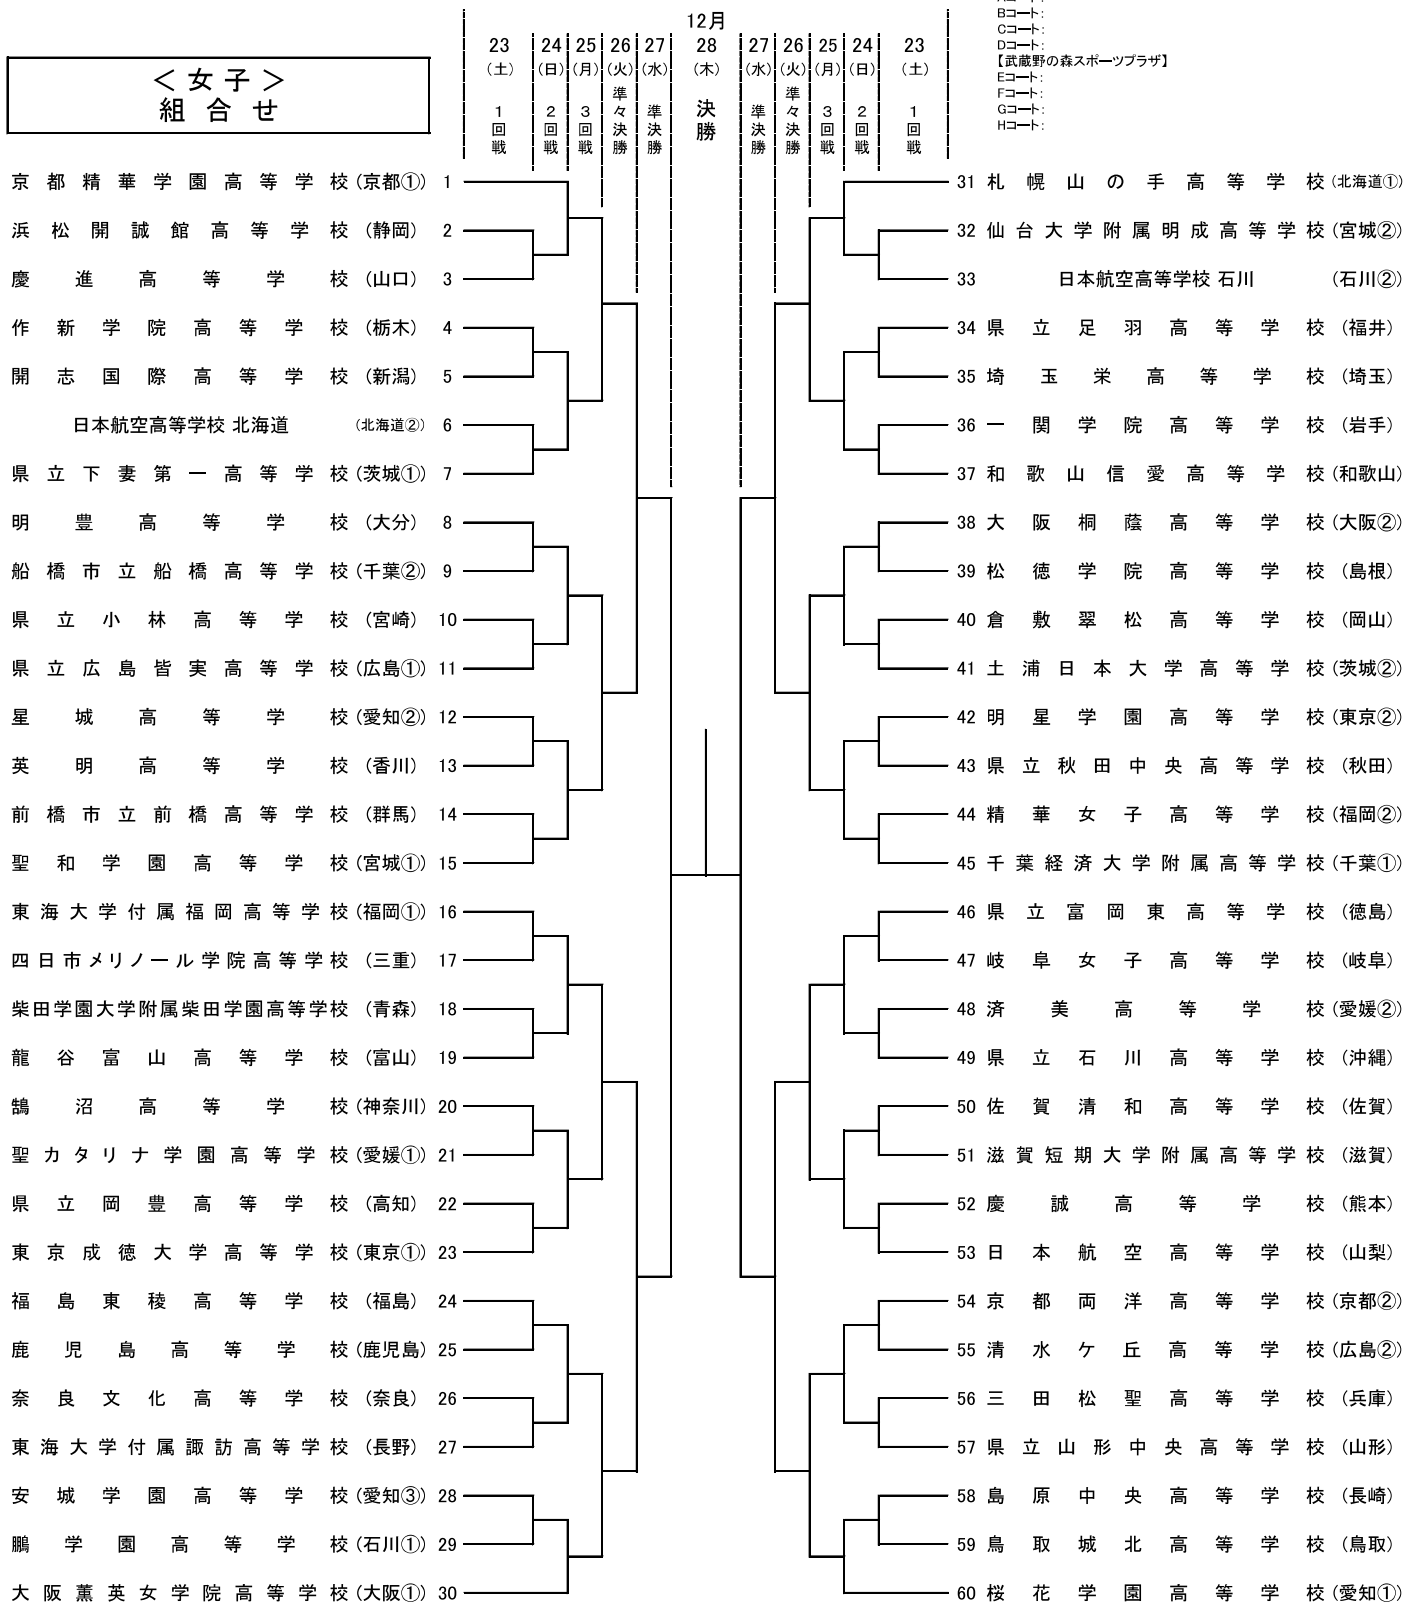 ＜女子＞
組合せ
12月
23 24 25 26 27 28 27 26 25 24 23
(土) (日) (月) (火) (水) (木) (水) (火) (月) (日) (土)
1回戦 2回戦 3回戦 準々決勝 準決勝 決勝 準決勝 準々決勝 3回戦 2回戦 1回戦
Bコート:
Cコート:
Dコート:
【武蔵野の森スポーツプラザ】
Eコート:
Fコート:
Gコート:
Hコート:
京都精華学園高等学校(京都①) 1
浜松開誠館高等学校(静岡) 2
慶進高等学校(山口) 3
作新学院高等学校(栃木) 4
開志国際高等学校(新潟) 5
日本航空高等学校 北海道 (北海道②) 6
県立下妻第一高等学校(茨城①) 7
明豊高等学校(大分) 8
船橋市立船橋高等学校(千葉②) 9
県立小林高等学校(宮崎) 10
県立広島皆実高等学校(広島①) 11
星城高等学校(愛知②) 12
英明高等学校(香川) 13
前橋市立前橋高等学校(群馬) 14
聖和学園高等学校(宮城①) 15
東海大学付属福岡高等学校(福岡①) 16
四日市メリノール学院高等学校(三重) 17
柴田学園大学附属柴田学園高等学校(青森) 18
龍谷富山高等学校(富山) 19
鵠沼高等学校(神奈川) 20
聖カタリナ学園高等学校(愛媛①) 21
県立岡豊高等学校(高知) 22
東京成徳大学高等学校(東京①) 23
福島東稜高等学校(福島) 24
鹿児島高等学校(鹿児島) 25
奈良文化高等学校(奈良) 26
東海大学付属諏訪高等学校(長野) 27
安城学園高等学校(愛知③) 28
鵬学園高等学校(石川①) 29
大阪薫英女学院高等学校(大阪①) 30
31 札幌山の手高等学校(北海道①)
32 仙台大学附属明成高等学校(宮城②)
33 日本航空高等学校 石川 (石川②)
34 県立足羽高等学校(福井)
35 埼玉栄高等学校(埼玉)
36 一関学院高等学校(岩手)
37 和歌山信愛高等学校(和歌山)
38 大阪桐蔭高等学校(大阪②)
39 松徳学院高等学校(島根)
40 倉敷翠松高等学校(岡山)
41 土浦日本大学高等学校(茨城②)
42 明星学園高等学校(東京②)
43 県立秋田中央高等学校(秋田)
44 精華女子高等学校(福岡②)
45 千葉経済大学附属高等学校(千葉①)
46 県立富岡東高等学校(徳島)
47 岐阜女子高等学校(岐阜)
48 済美高等学校(愛媛②)
49 県立石川高等学校(沖縄)
50 佐賀清和高等学校(佐賀)
51 滋賀短期大学附属高等学校(滋賀)
52 慶誠高等学校(熊本)
53 日本航空高等学校(山梨)
54 京都両洋高等学校(京都②)
55 清水ケ丘高等学校(広島②)
56 三田松聖高等学校(兵庫)
57 県立山形中央高等学校(山形)
58 島原中央高等学校(長崎)
59 鳥取城北高等学校(鳥取)
60 桜花学園高等学校(愛知①)